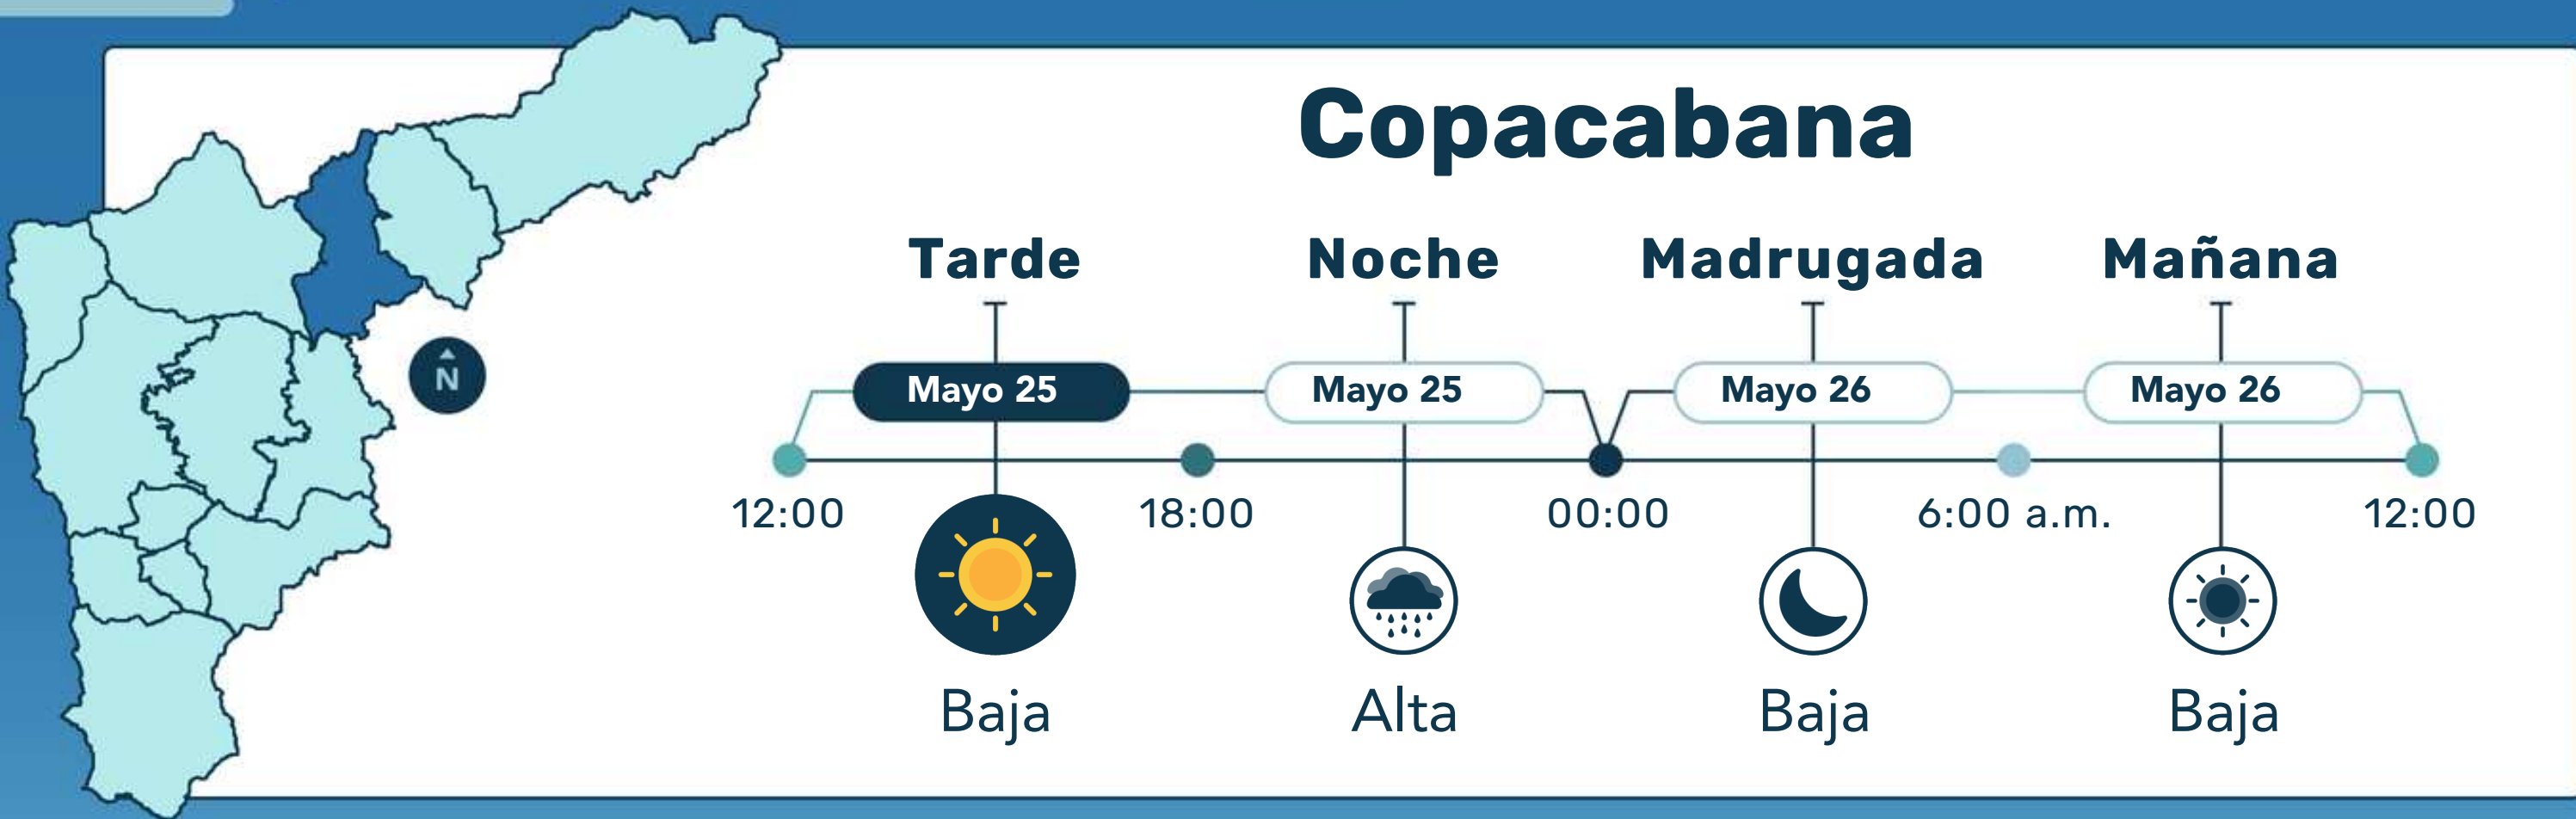 Copacabana
Tarde Noche Madrugada Mañana
Mayo 25 Mayo 25 Mayo 26 Mayo 26
N
12:00 18:00 00:00 6:00 a.m. 12:00
Baja Alta Baja Baja